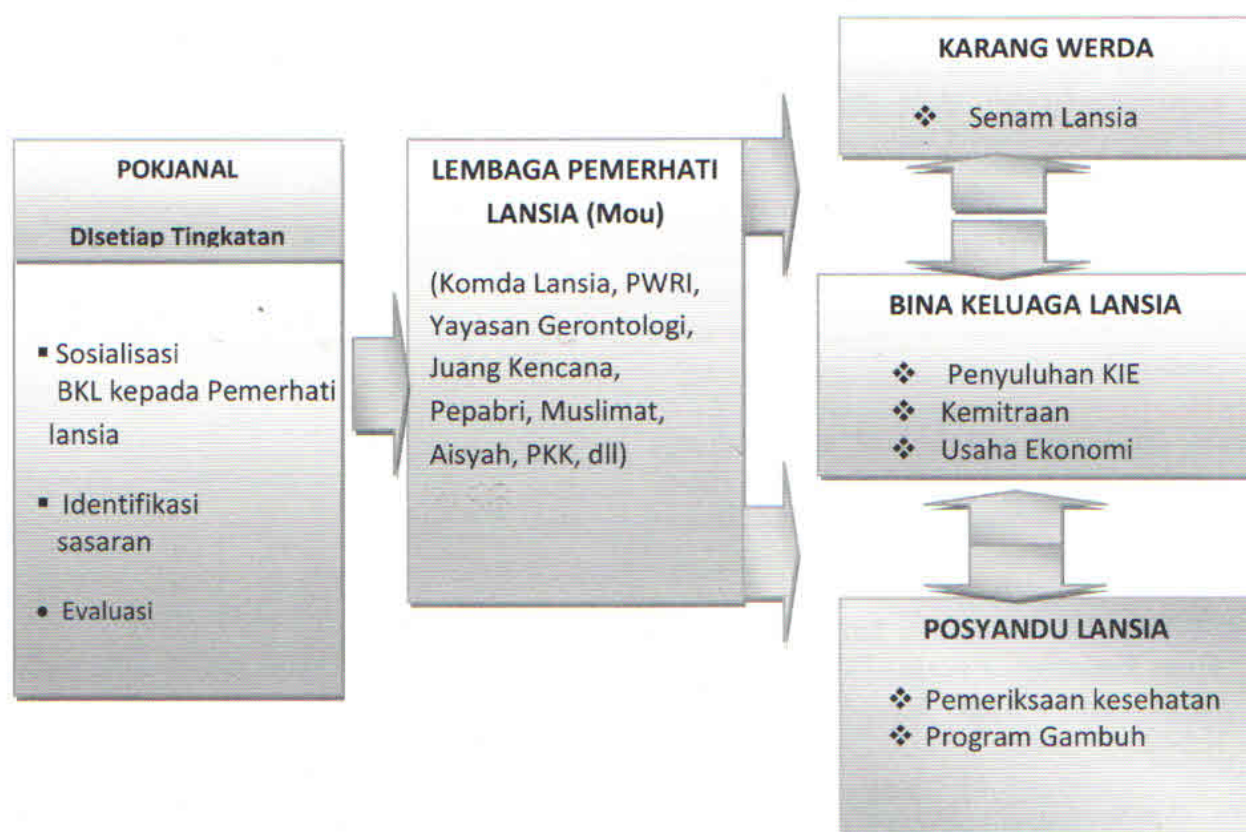 POKJANAL
DIsetiap Tingkatan
▪ Sosialisasi
BKL kepada Pemerhati
lansia
▪ Identifikasi
sasaran
• Evaluasi
LEMBAGA PEMERHATI
LANSIA (Mou)
(Komda Lansia, PWRI,
Yayasan Gerontologi,
Juang Kencana,
Pepabri, Muslimat,
Aisyah, PKK, dll)
KARANG WERDA
❖ Senam Lansia
BINA KELUAGA LANSIA
❖ Penyuluhan KIE
❖ Kemitraan
❖ Usaha Ekonomi
POSYANDU LANSIA
❖ Pemeriksaan kesehatan
❖ Program Gambuh